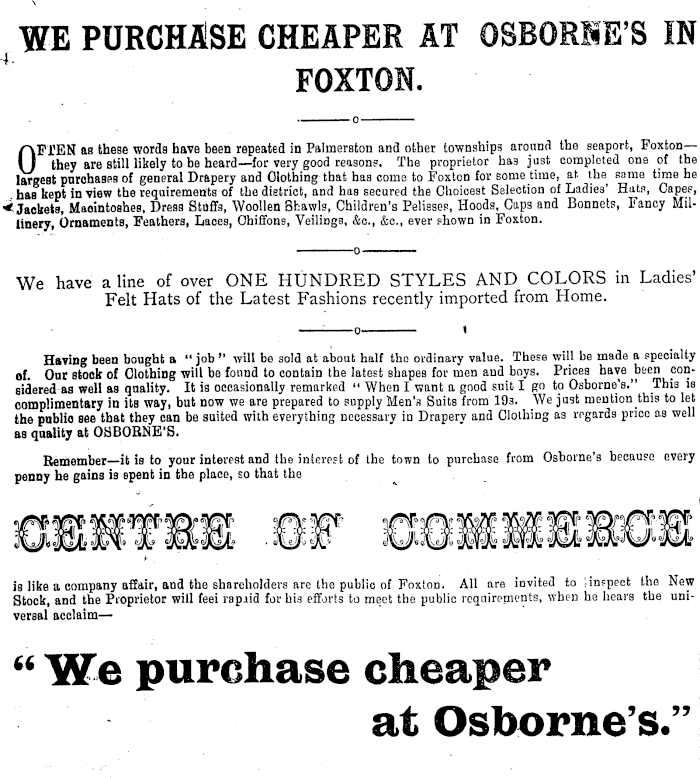 WE PURCHASE CHEAPER AT OSBORNE'S IN
FOXTON.
OFTEN as these words have been repeated in Palmerston and other townships around the seaport, Foxton—
they are still likely to be heard—for very good reasons. The proprietor has just completed one of the
largest purchases of general Drapery and Clothing that has come to Foxton for some time, at the same time he
has kept in view the requirements of the district, and has secured the Choicest Selection of Ladies' Hats, Capes,
Jackets, Macintoshes, Dress Stuffs, Woollen Shawls, Children's Pelisses, Hoods, Caps and Bonnets, Fancy Mil-
linery, Ornaments, Feathers, Laces, Chiffons, Veilings, &c., &c., ever shown in Foxton.
We have a line of over ONE HUNDRED STYLES AND COLORS in Ladies'
Felt Hats of the Latest Fashions recently imported from Home.
Having been bought a "job" will be sold at about half the ordinary value. These will be made a specialty
of. Our stock of Clothing will be found to contain the latest shapes for men and boys. Prices have been con-
sidered as well as quality. It is occasionally remarked "When I want a good suit I go to Osborne's." This is
complimentary in its way, but now we are prepared to supply Men's Suits from 19s. We just mention this to let
the public see that they can be suited with everything necessary in Drapery and Clothing as regards price as well
as quality at OSBORNE'S.
Remember—it is to your interest and the interest of the town to purchase from Osborne's because every
penny he gains is spent in the place, so that the
CENTRE OF COMMERCE
is like a company affair, and the shareholders are the public of Foxton. All are invited to inspect the New
Stock, and the Proprietor will feei rapaid for his efforts to meet the public requirements, when he hears the uni-
versal acclaim—
"We purchase cheaper
at Osborne's."